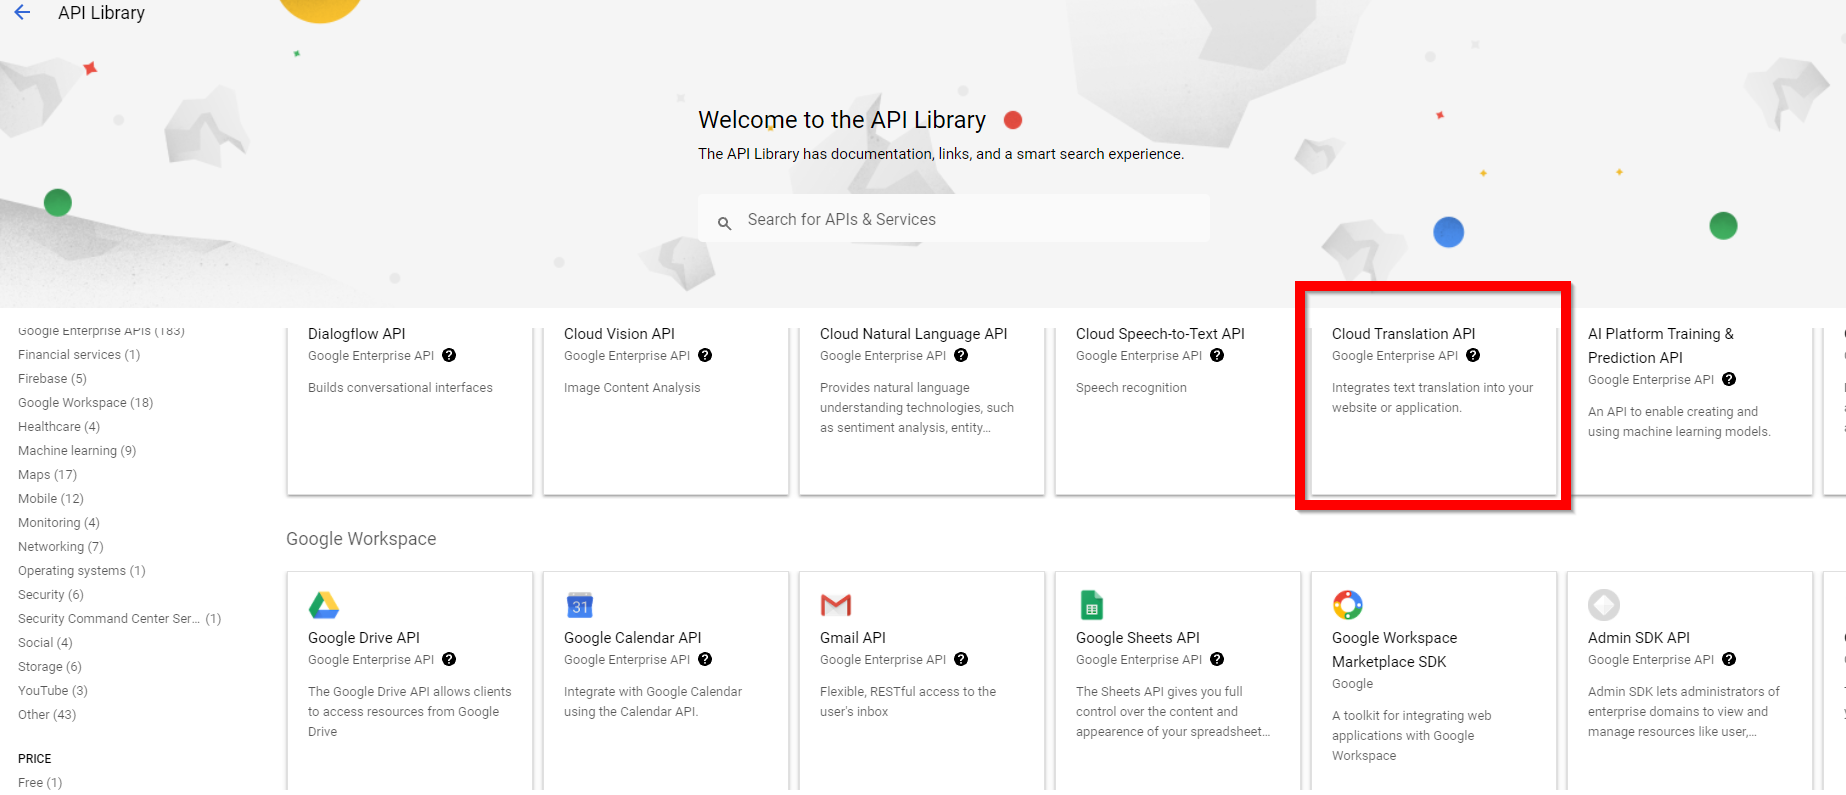 API Library
Welcome to the API Library
The API Library has documentation, links, and a smart search experience.
Search for APIs & Services
Google Enterprise APIs (183)
Financial services (1)
Firebase (5)
Google Workspace (18)
Healthcare (4)
Machine learning (9)
Maps (17)
Mobile (12)
Monitoring (4)
Networking (7)
Operating systems (1)
Security (6)
Security Command Center Ser... (1)
Social (4)
Storage (6)
YouTube (3)
Other (43)
PRICE
Free (1)
Dialogflow API
Google Enterprise API
Builds conversational interfaces
Cloud Vision API
Google Enterprise API
Image Content Analysis
Cloud Natural Language API
Google Enterprise API
Provides natural language
understanding technologies, such
as sentiment analysis, entity...
Cloud Speech-to-Text API
Google Enterprise API
Speech recognition
Cloud Translation API
Google Enterprise API
Integrates text translation into your
website or application.
AI Platform Training &
Prediction API
Google Enterprise API
An API to enable creating and
using machine learning models.
Google Workspace
Google Drive API
Google Enterprise API
The Google Drive API allows clients
to access resources from Google
Drive
31
Google Calendar API
Google Enterprise API
Integrate with Google Calendar
using the Calendar API.
Gmail API
Google Enterprise API
Flexible, RESTful access to the
user's inbox
Google Sheets API
Google Enterprise API
The Sheets API gives you full
control over the content and
appearence of your spreadsheet...
Google Workspace
Marketplace SDK
Google
A toolkit for integrating web
applications with Google
Workspace
Admin SDK API
Google Enterprise API
Admin SDK lets administrators of
enterprise domains to view and
manage resources like user,...